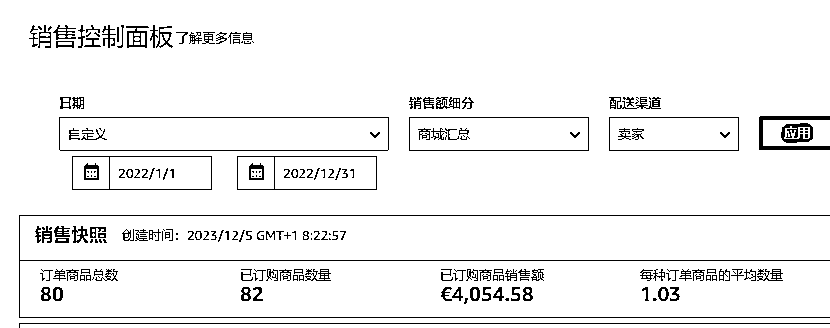 销售控制面板 了解更多信息
日期 销售额细分 配送渠道
自定义 商城汇总 卖家 应用
2022/1/1 2022/12/31
销售快照 创建时间：2023/12/5 GMT+1 8:22:57
订单商品总数 已订购商品数量 已订购商品销售额 每种订单商品的平均数量
80 82 €4,054.58 1.03